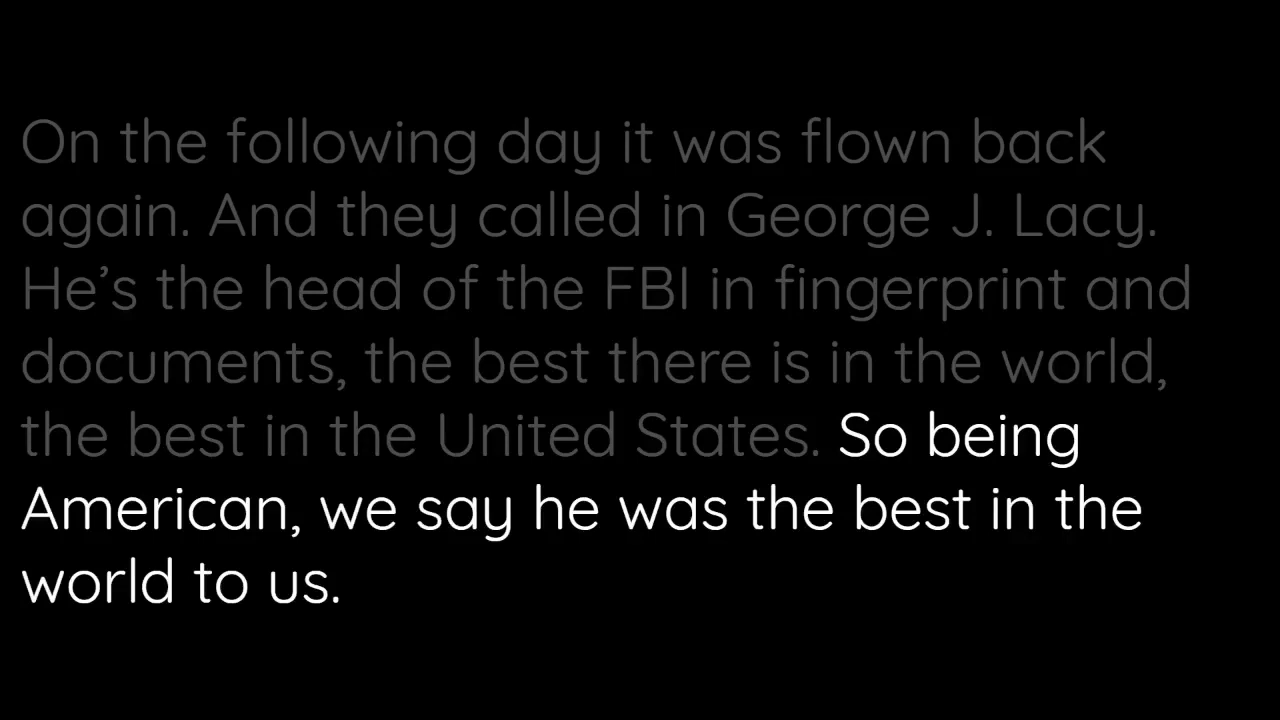 On the following day it was flown back
again. And they called in George J. Lacy.
He’s the head of the FBI in fingerprint and
documents, the best there is in the world,
the best in the United States. So being
American, we say he was the best in the
world to us.